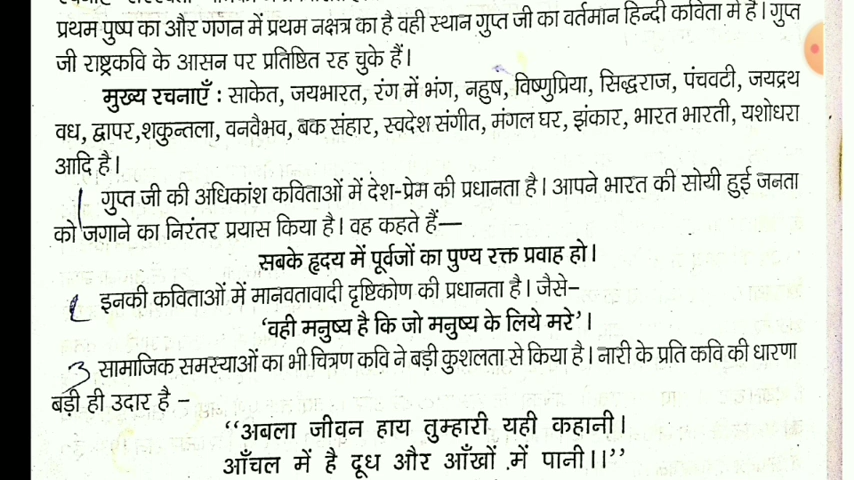 प्रथम पुष्प का और गगन में प्रथम नक्षत्र का है वही स्थान गुप्त जी का वर्तमान हिन्दी कविता मे है। गुप्त
जी राष्ट्रकवि के आसन पर प्रतिष्ठित रह चुके हैं।
मुख्य रचनाएँ : साकेत, जयभारत, रंग में भंग, नहुष, विष्णुप्रिया, सिद्धराज, पंचवटी, जयद्रथ
वध, द्वापर,शकुन्तला, वनवैभव, बक संहार, स्वदेश संगीत, मंगल घर, झंकार, भारत भारती, यशोधरा
आदि है।
1 गुप्त जी की अधिकांश कविताओं में देश-प्रेम की प्रधानता है। आपने भारत की सोयी हुई जनता
को जगाने का निरंतर प्रयास किया है। वह कहते हैं—
सबके हृदय में पूर्वजों का पुण्य रक्त प्रवाह हो।
2 इनकी कविताओं में मानवतावादी दृष्टिकोण की प्रधानता है। जैसे–
‘वही मनुष्य है कि जो मनुष्य के लिये मरे’।
3 सामाजिक समस्याओं का भी चित्रण कवि ने बड़ी कुशलता से किया है। नारी के प्रति कवि की धारणा
बड़ी ही उदार है –
‘‘अबला जीवन हाय तुम्हारी यही कहानी।
आँचल में है दूध और आँखों में पानी।।’’